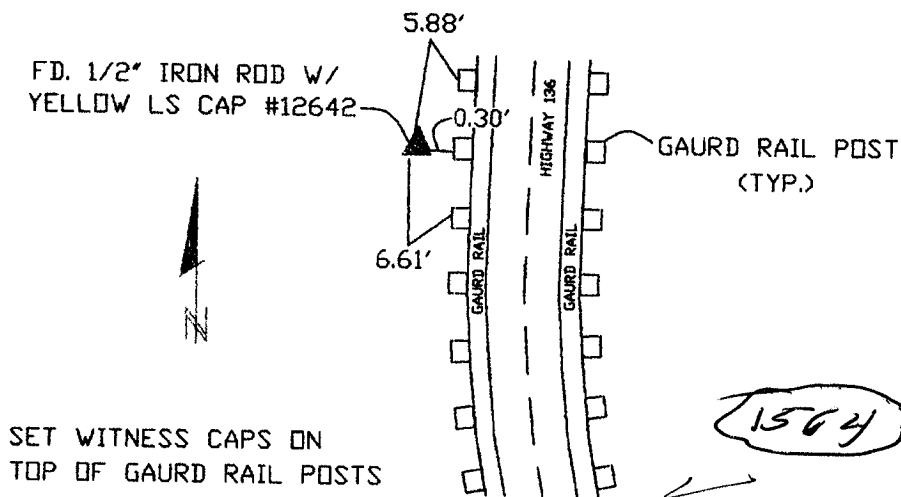 5.88'
FD. 1/2" IRON ROD W/
YELLOW LS CAP #12642
0.30'
HIGHWAY 136
GAURD RAIL POST
(TYP.)
6.61'
GAURD RAIL
GAURD RAIL
N
SET WITNESS CAPS ON
TOP OF GAURD RAIL POSTS
1564